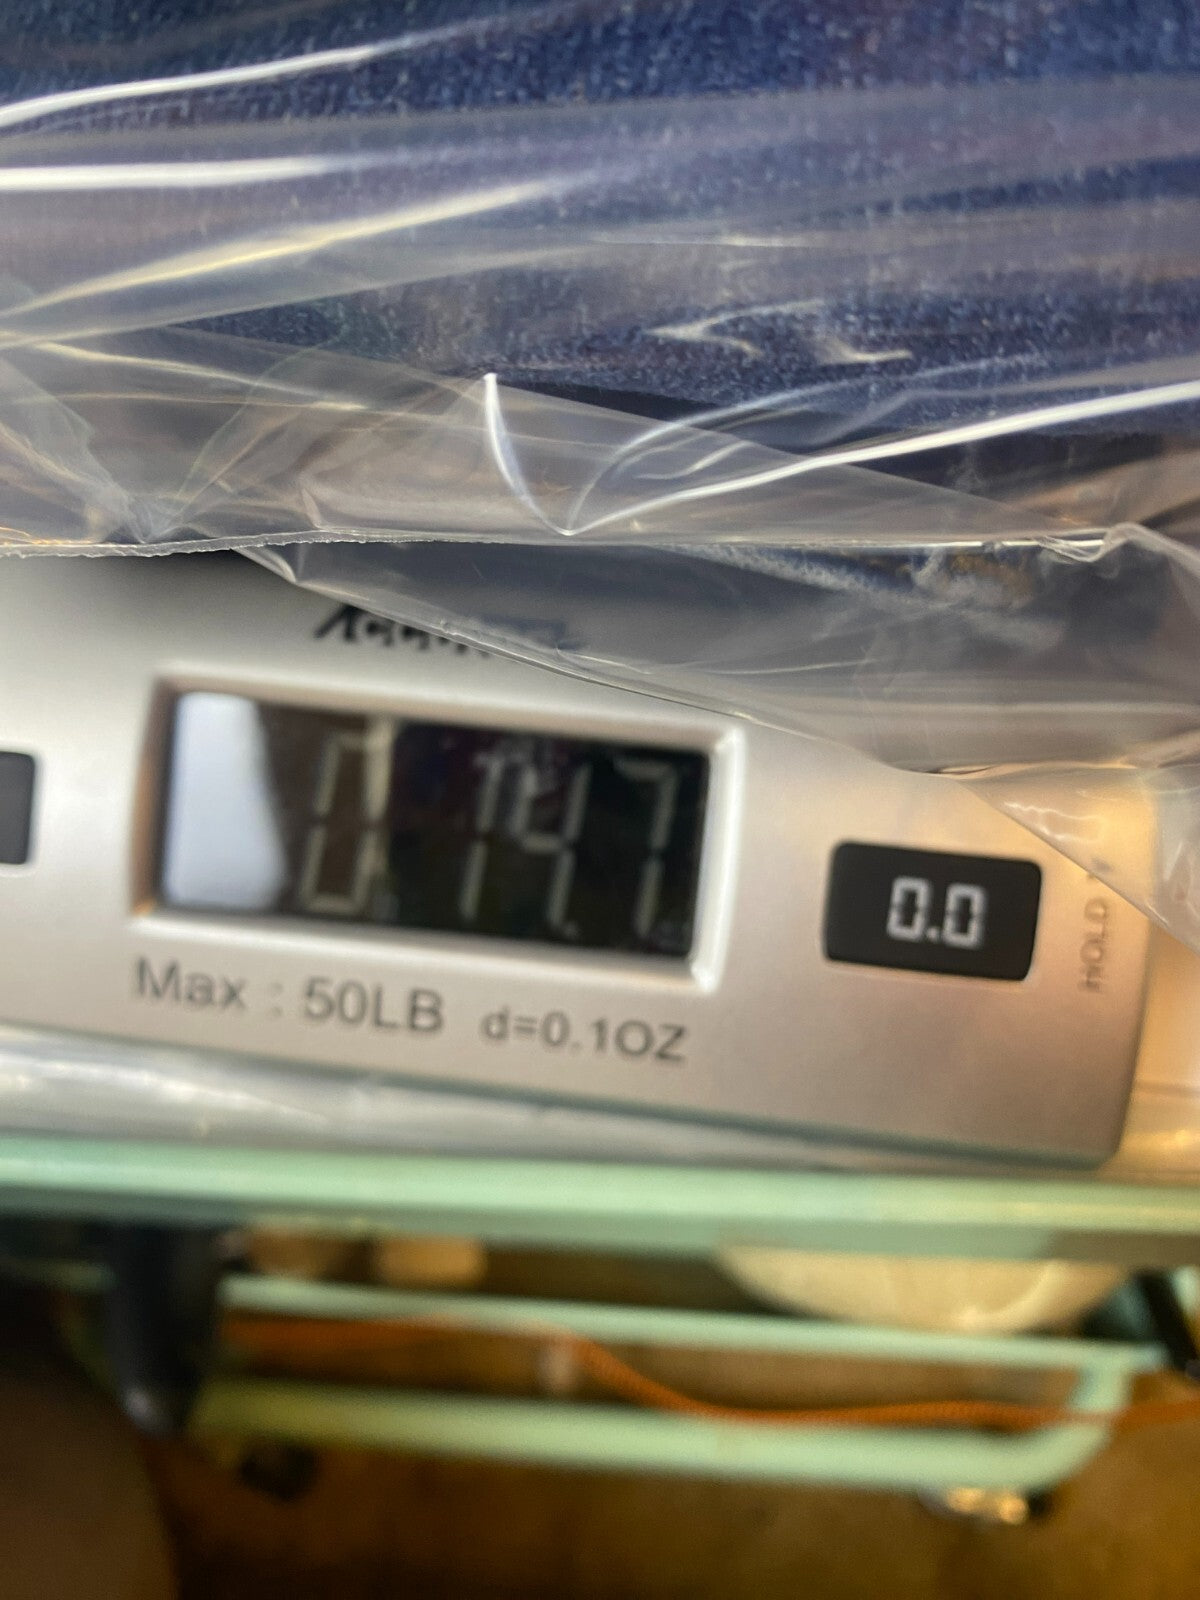 0 14.7
0.0
HOLD
Max : 50LB d=0.1OZ